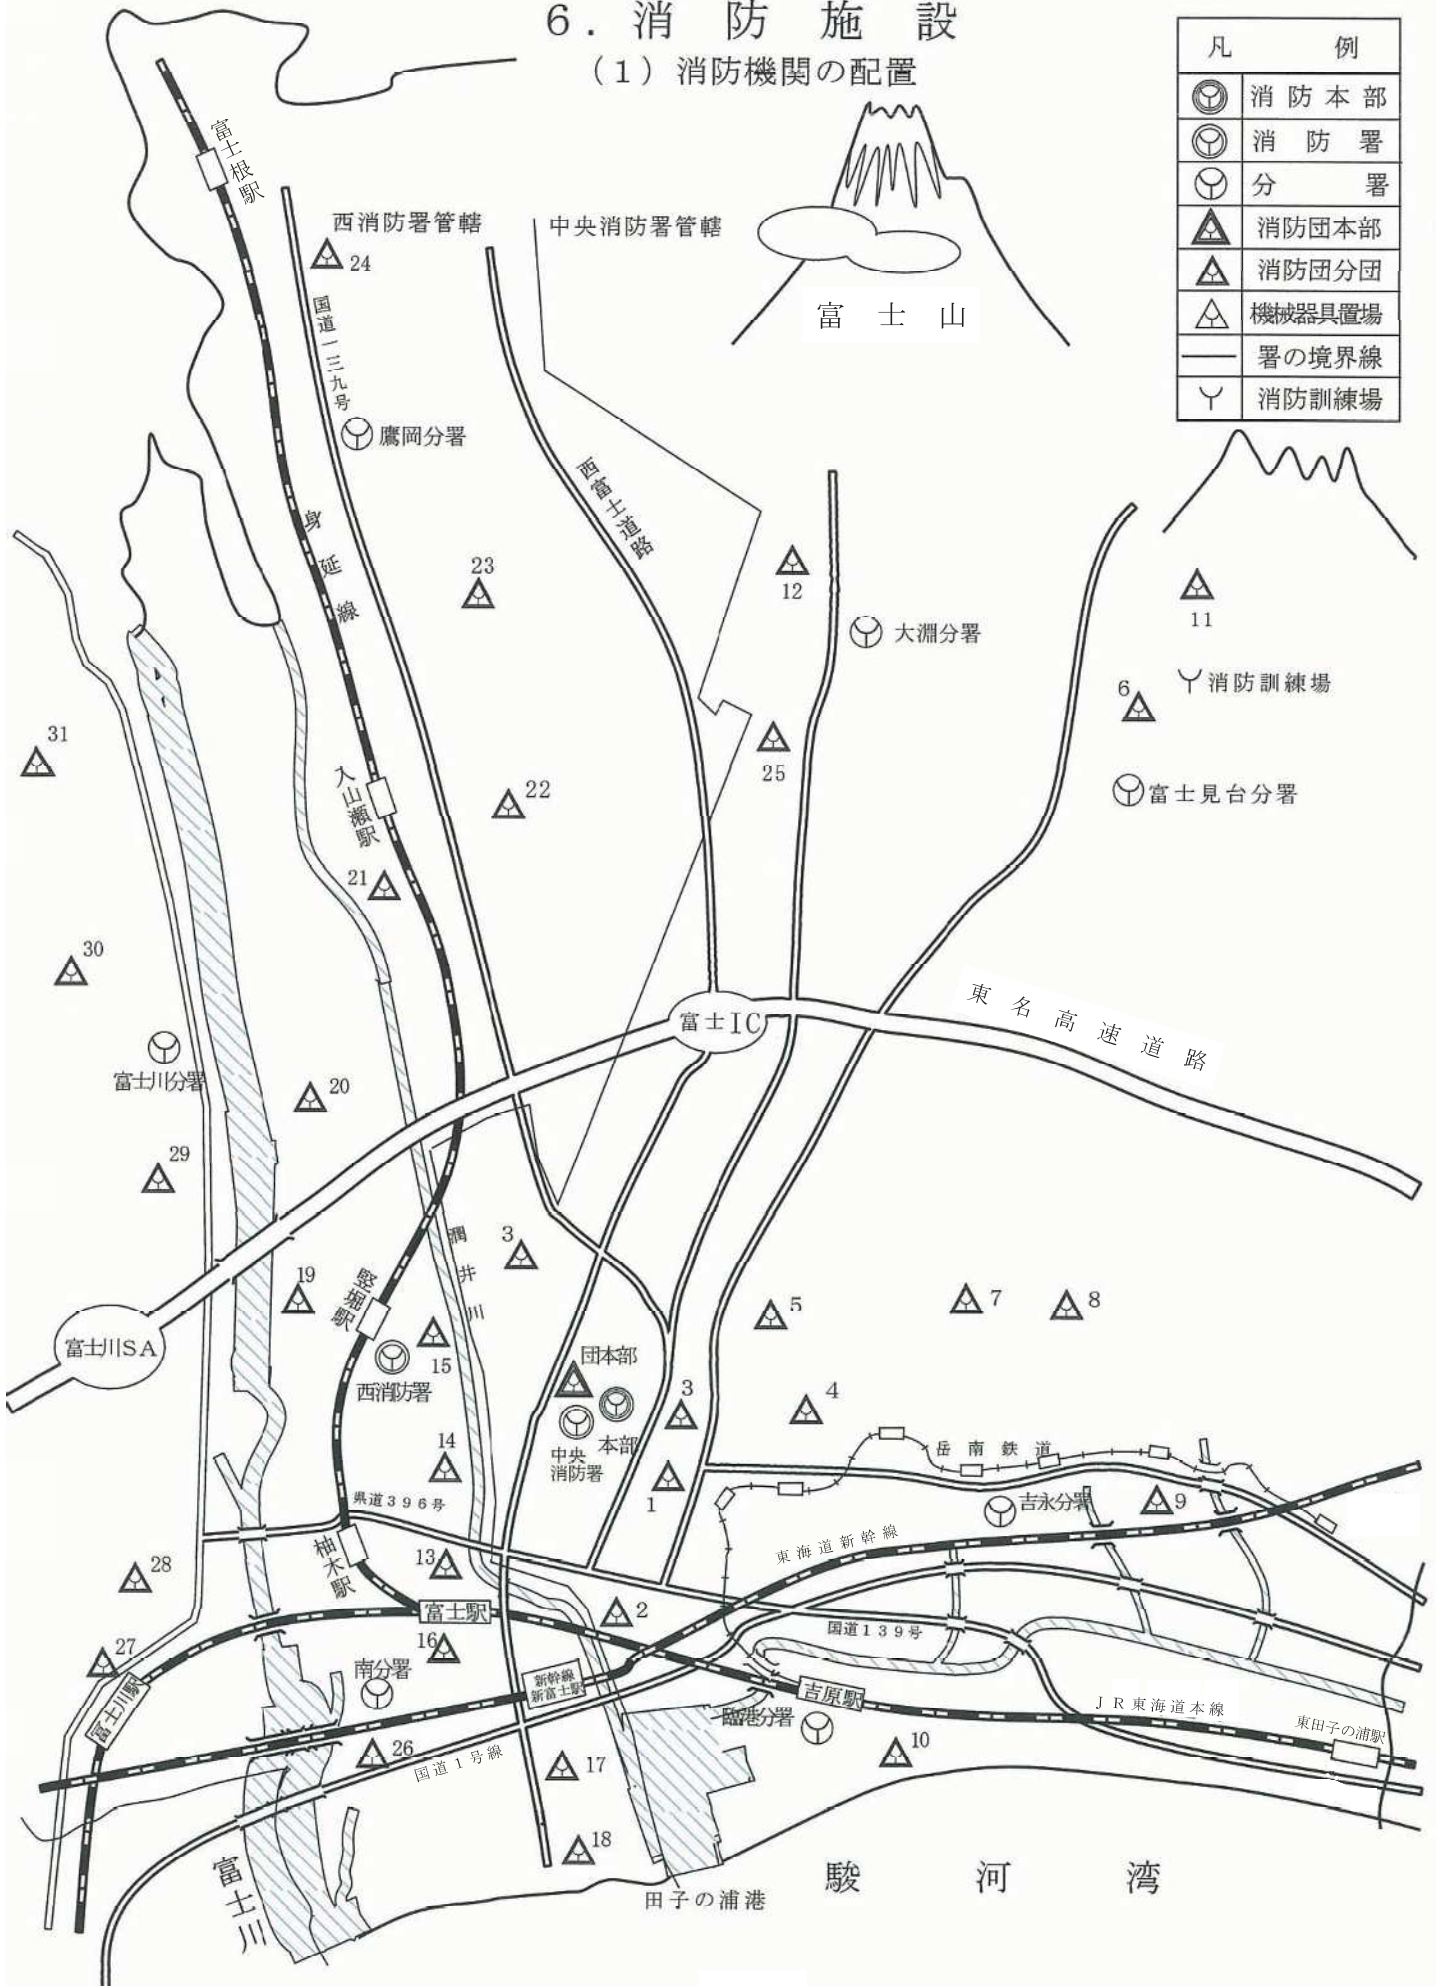 6．消防施設
（1）消防機関の配置
凡例
消防本部
消防署
分署
消防団本部
消防団分団
機械器具置場
署の境界線
消防訓練場
富士根駅
西消防署管轄
中央消防署管轄
24
国道一三九号
富士山
鷹岡分署
西富士道路
身延線
23
12
大淵分署
11
消防訓練場
6
31
25
富士見台分署
入山瀬駅
22
21
30
東名高速道路
富士IC
富士川分署
20
29
潤井川
3
19
竪堀駅
5
7
8
富士川SA
15
西消防署
団本部
3
4
本部
中央
消防署
14
岳南鉄道
1
県道396号
吉永分署
9
東海道新幹線
柚木駅
13
28
富士駅
2
国道139号
16
27
南分署
新幹線
新富士駅
吉原駅
富士川駅
臨港分署
JR東海道本線
東田子の浦駅
26
国道1号線
17
10
18
富士川
駿河湾
田子の浦港